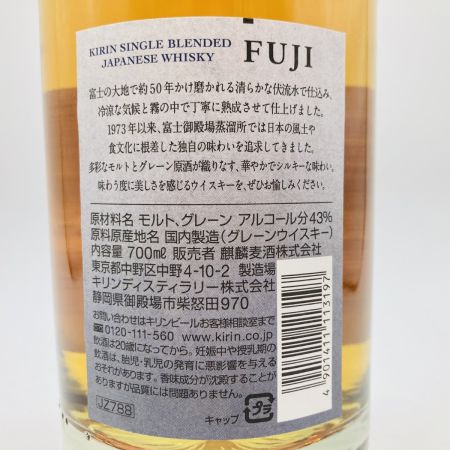 KIRIN SINGLE BLENDED
JAPANESE WHISKY
FUJI
富士の大地で約50年かけ磨かれる清らかな伏流水で仕込み、
冷涼な気候と霧の中で丁寧に熟成させて仕上げました。
1973年以来、富士御殿場蒸溜所では日本の風土や
食文化に根差した独自の味わいを追求してきました。
多彩なモルトとグレーン原酒が織りなす、華やかでシルキーな味わい。
味わう度に美しさを感じるウイスキーを、ぜひお愉しみください。
原材料名 モルト、グレーン アルコール分43%
原料原産地名 国内製造(グレーンウイスキー)
内容量 700ml 販売者 麒麟麦酒株式会社
東京都中野区中野4-10-2 製造場
キリンディスティラリー株式会社
静岡県御殿場市柴怒田970
お問い合わせはキリンビールお客様相談室まで
0120-111-560 www.kirin.co.jp
飲酒は20歳になってから。妊娠中や授乳期の
飲酒は、胎児・乳児の発育に悪影響を与える
おそれがあります。香味成分が沈殿することが
ありますが品質には問題ありません。
JZ788
キャップ プラ
4901411113197